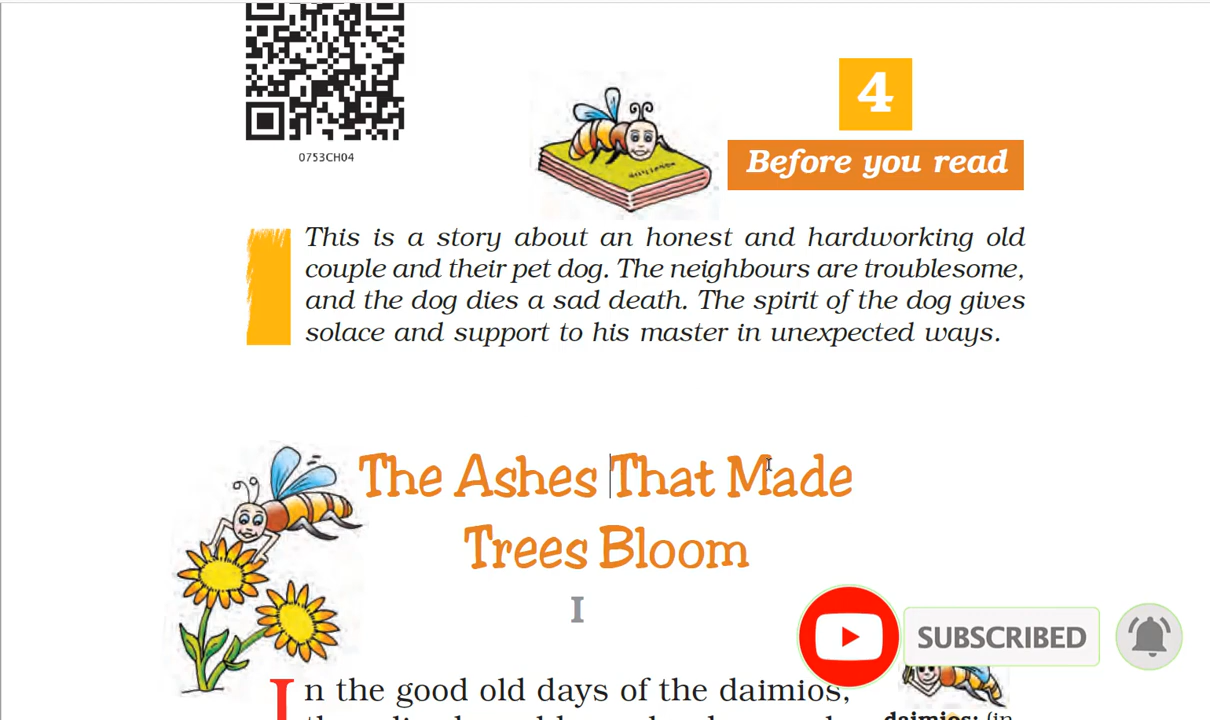 0753CH04
4
Before you read
This is a story about an honest and hardworking old
couple and their pet dog. The neighbours are troublesome,
and the dog dies a sad death. The spirit of the dog gives
solace and support to his master in unexpected ways.
The Ashes That Made
Trees Bloom
I
SUBSCRIBED
In the good old days of the daimios,
daimios: (in